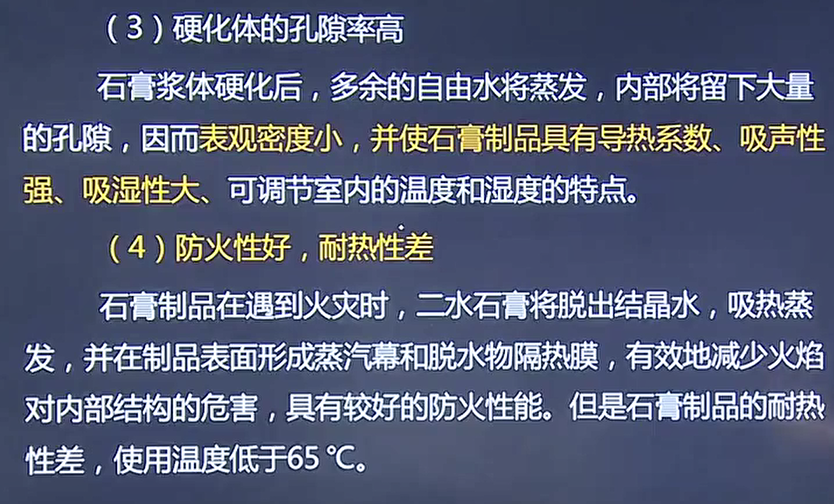 （3）硬化体的孔隙率高
石膏浆体硬化后，多余的自由水将蒸发，内部将留下大量
的孔隙，因而表观密度小，并使石膏制品具有导热系数、吸声性
强、吸湿性大、可调节室内的温度和湿度的特点。
（4）防火性好，耐热性差
石膏制品在遇到火灾时，二水石膏将脱出结晶水，吸热蒸
发，并在制品表面形成蒸汽幕和脱水物隔热膜，有效地减少火焰
对内部结构的危害，具有较好的防火性能。但是石膏制品的耐热
性差，使用温度低于65 ℃。